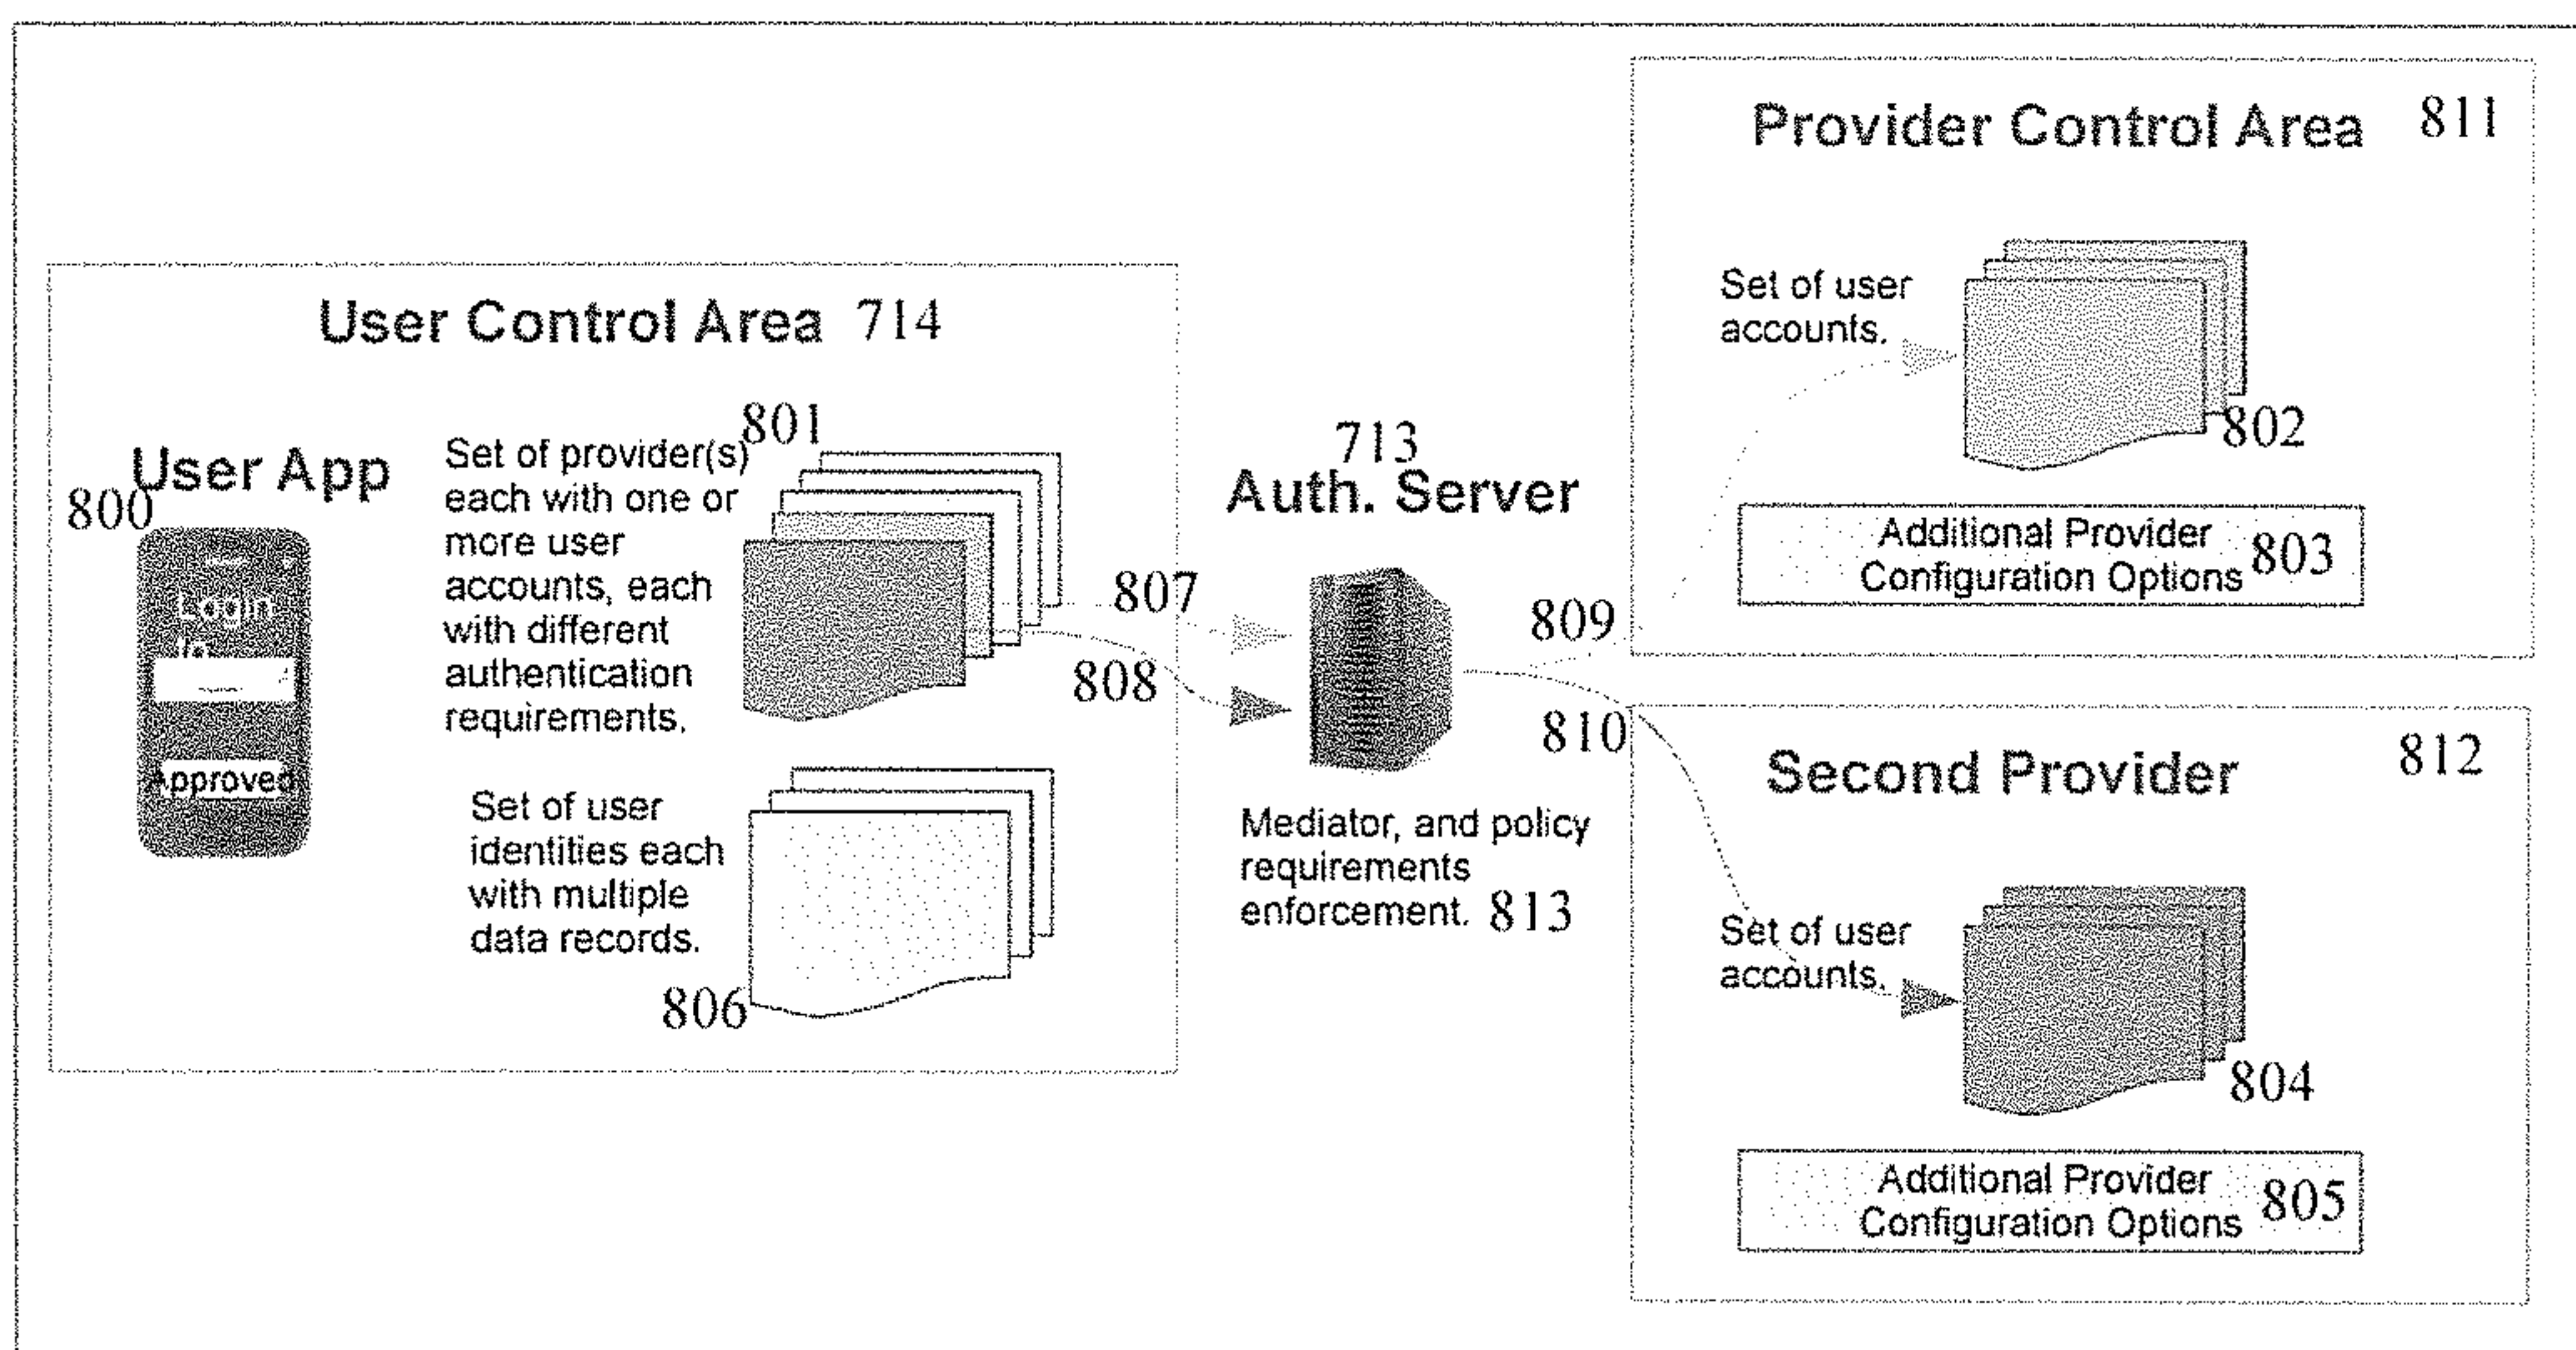 User Control Area 714
User App
800
Login
Approved
801
Set of provider(s)
each with one or
more user
accounts, each
with different
authentication
requirements.
Set of user
identities each
with multiple
data records.
806
807
808
713
Auth. Server
Mediator, and policy
requirements
enforcement. 813
809
810
Provider Control Area 811
Set of user
accounts.
802
Additional Provider
Configuration Options 803
Second Provider 812
Set of user
accounts.
804
Additional Provider
Configuration Options 805